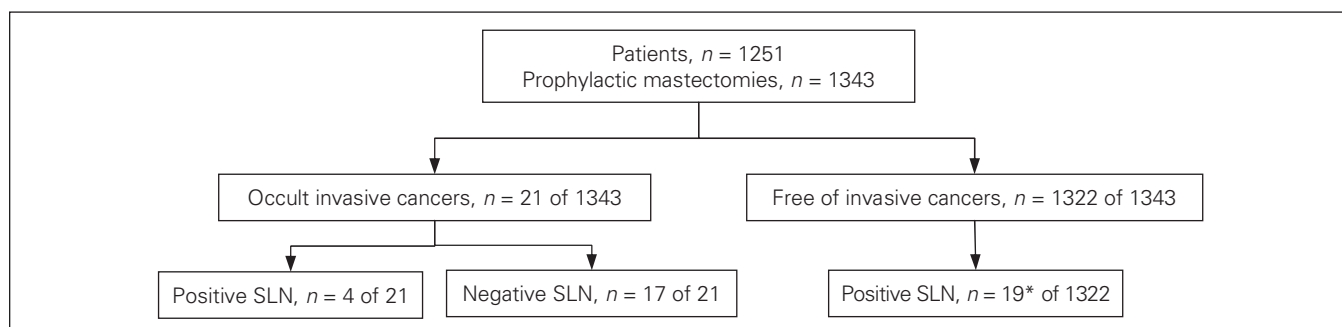 Patients, n = 1251
Prophylactic mastectomies, n = 1343
Occult invasive cancers, n = 21 of 1343
Free of invasive cancers, n = 1322 of 1343
Positive SLN, n = 4 of 21
Negative SLN, n = 17 of 21
Positive SLN, n = 19* of 1322